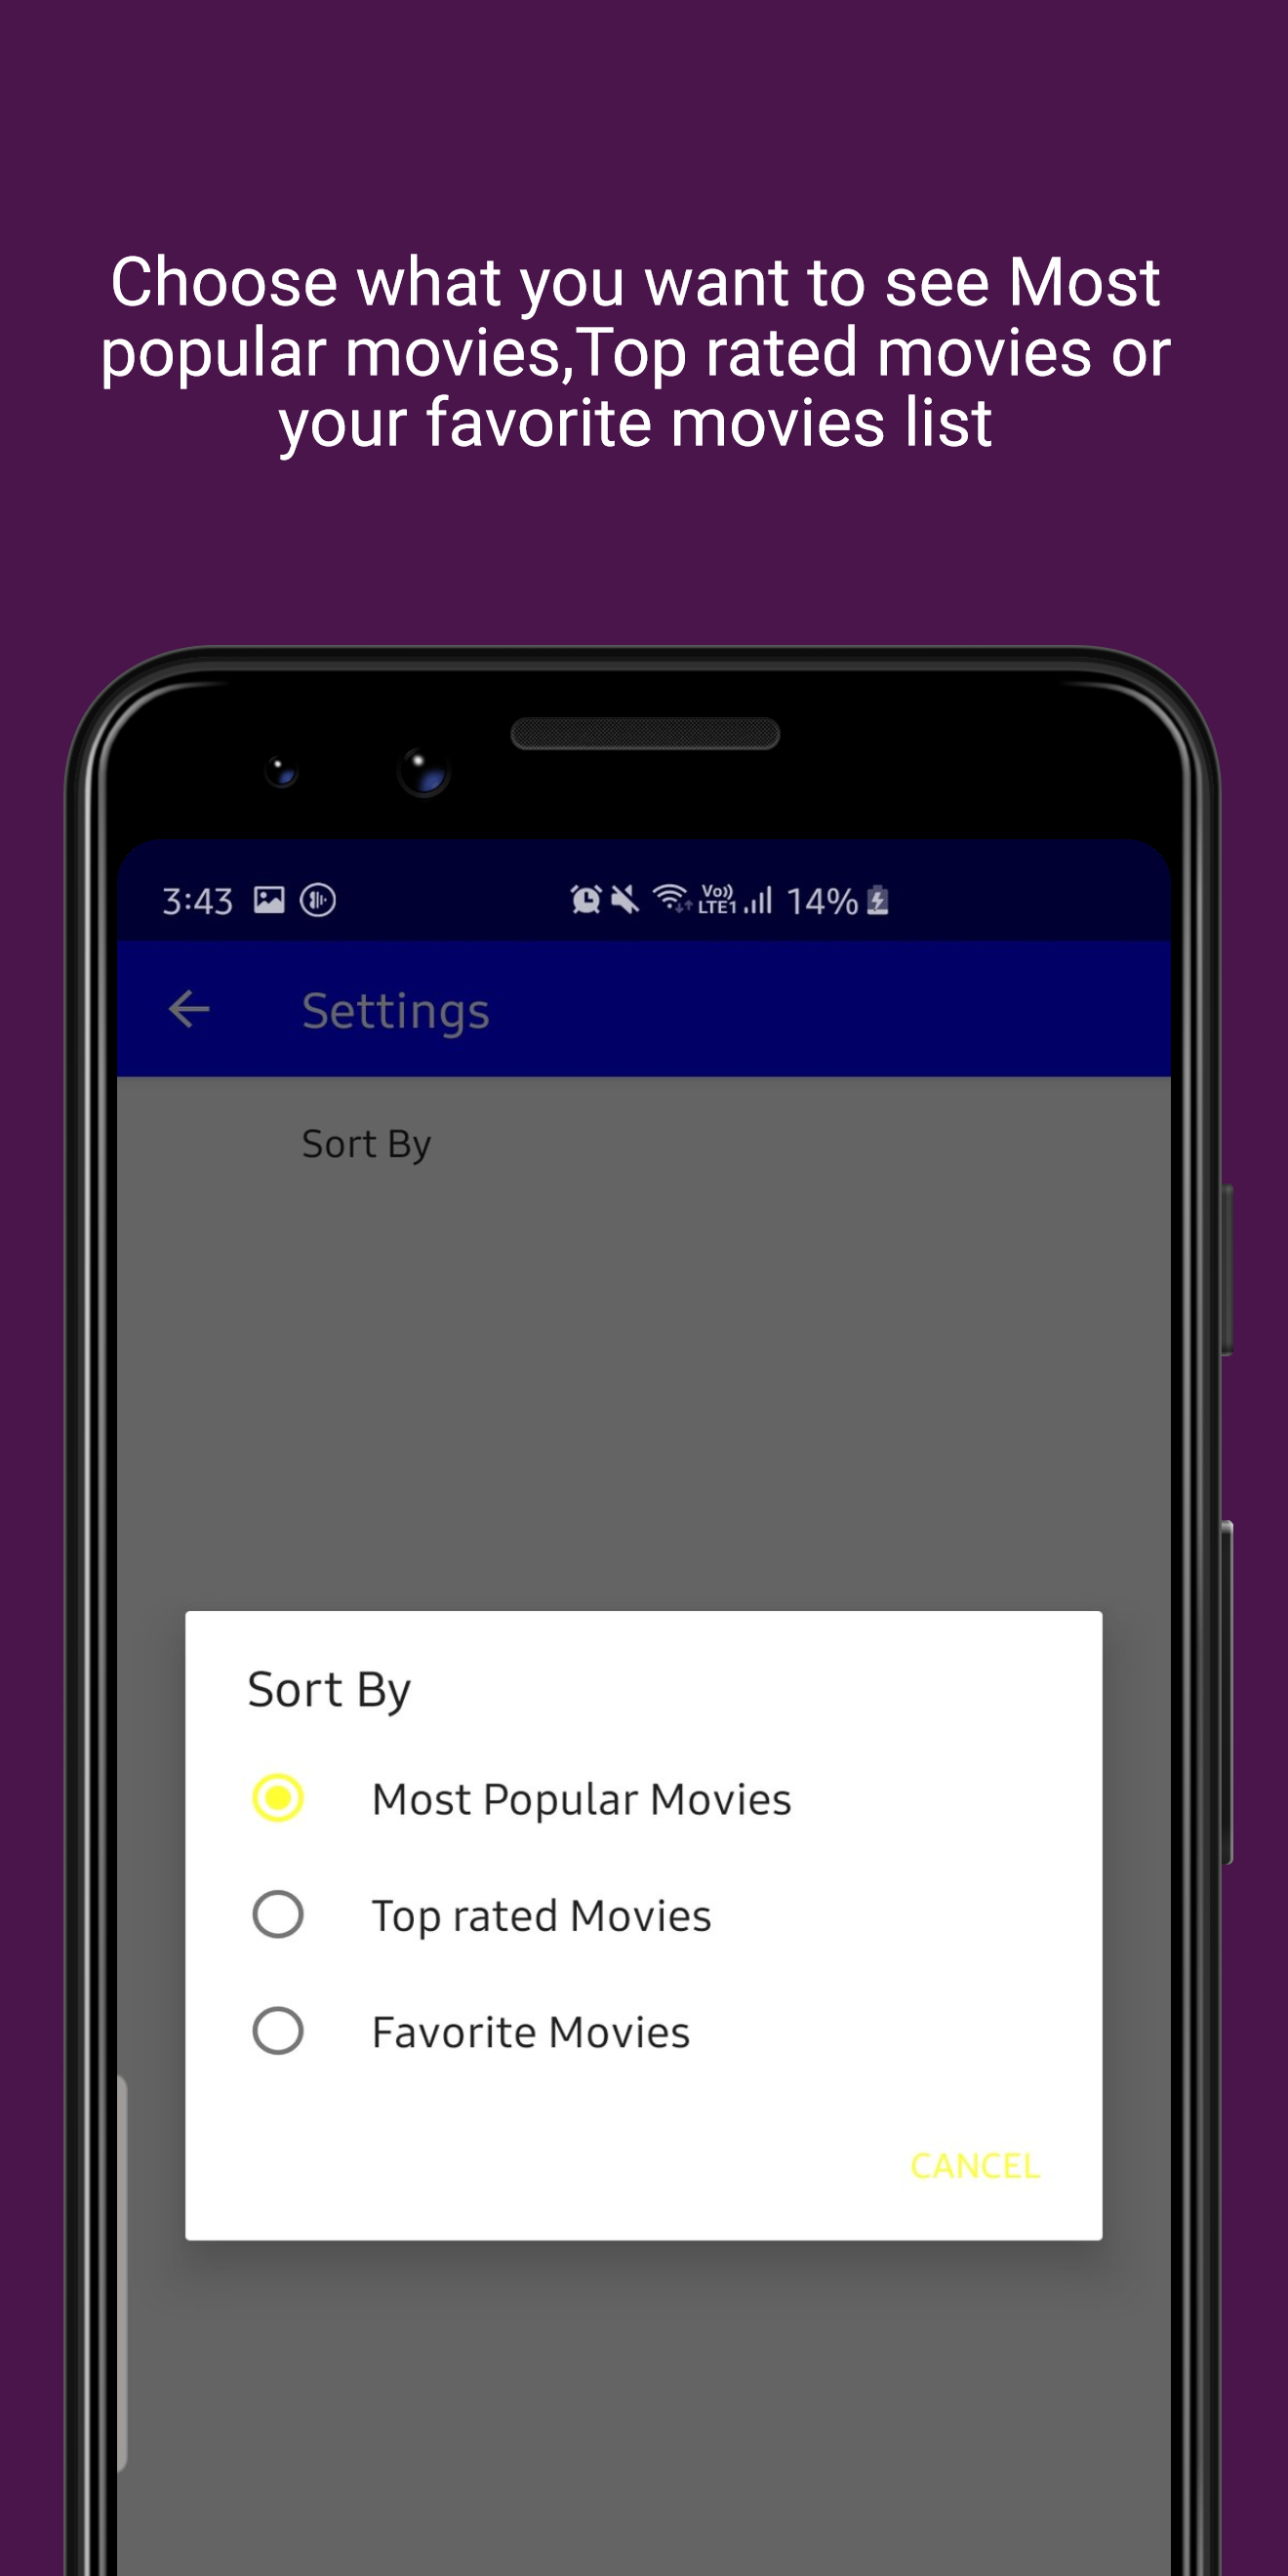 Choose what you want to see Most
popular movies,Top rated movies or
your favorite movies list
3:43 Vo)) LTE1 14%
Settings
Sort By
Sort By
Most Popular Movies
Top rated Movies
Favorite Movies
CANCEL